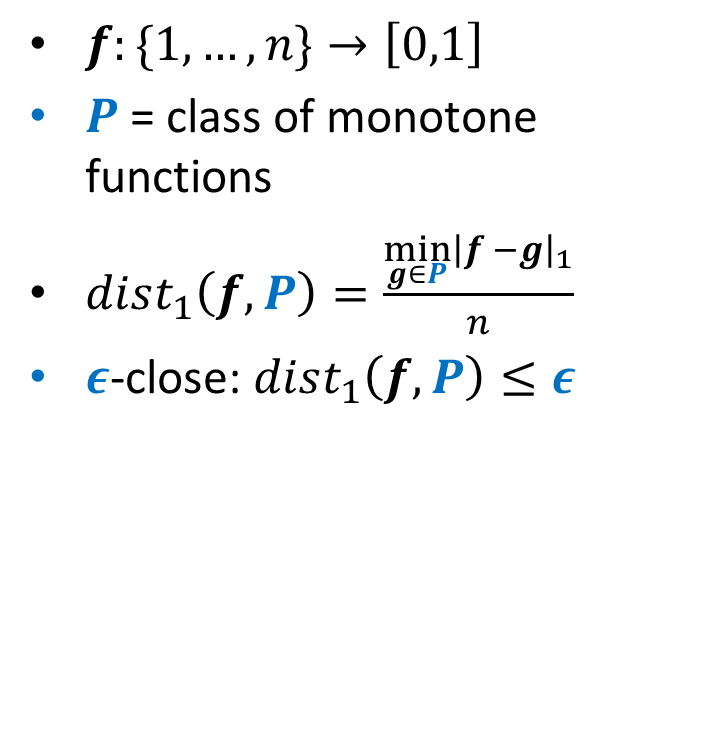 • f: {1, … , n} → [0,1]
• P = class of monotone
functions
• dist₁(f, P) = min_{g∈P} |f − g|₁ / n
• ϵ-close: dist₁(f, P) ≤ ϵ